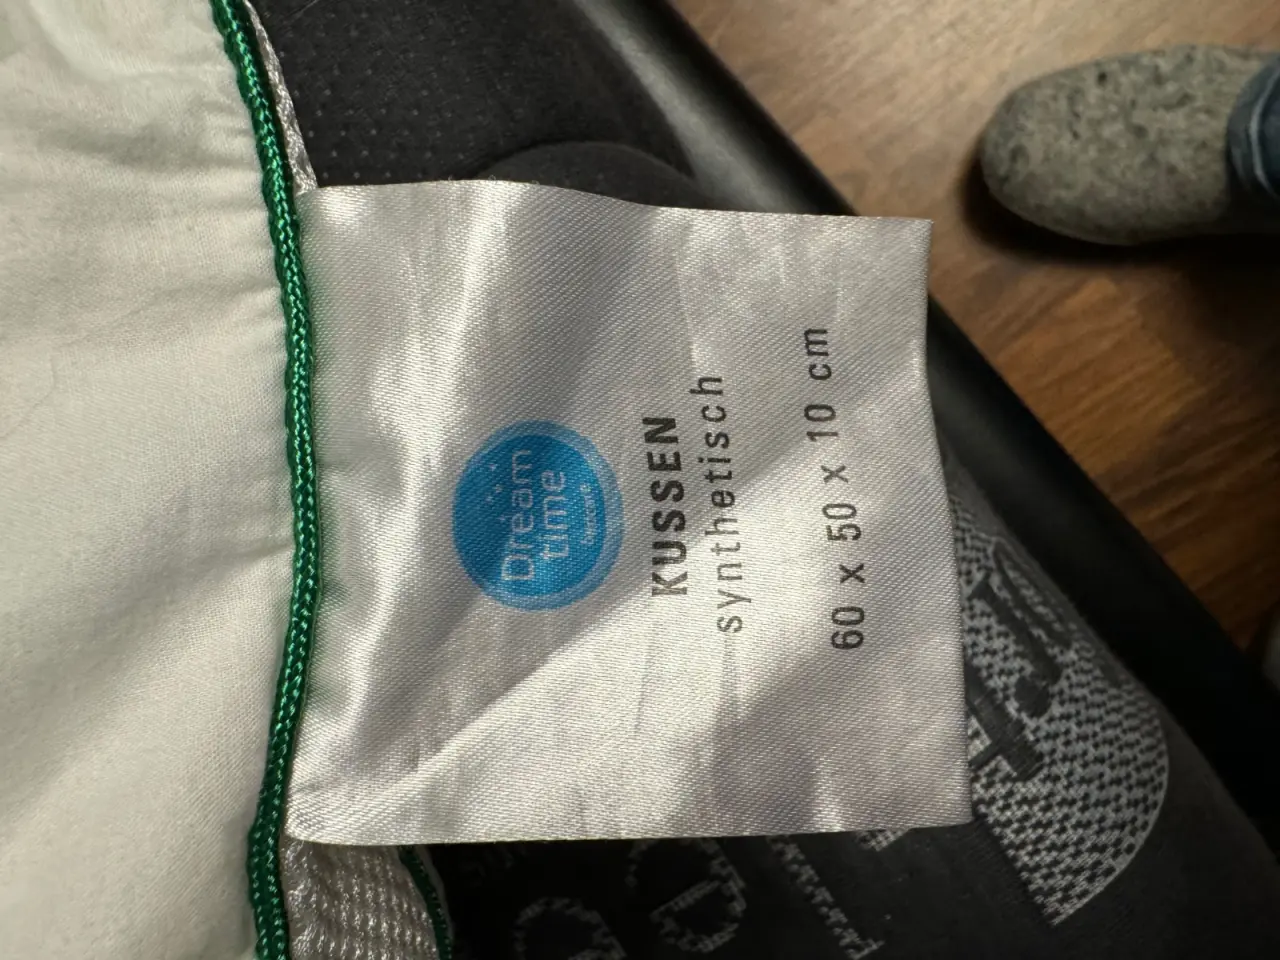 Dream
time
KUSSEN
synthetisch
60 x 50 x 10 cm